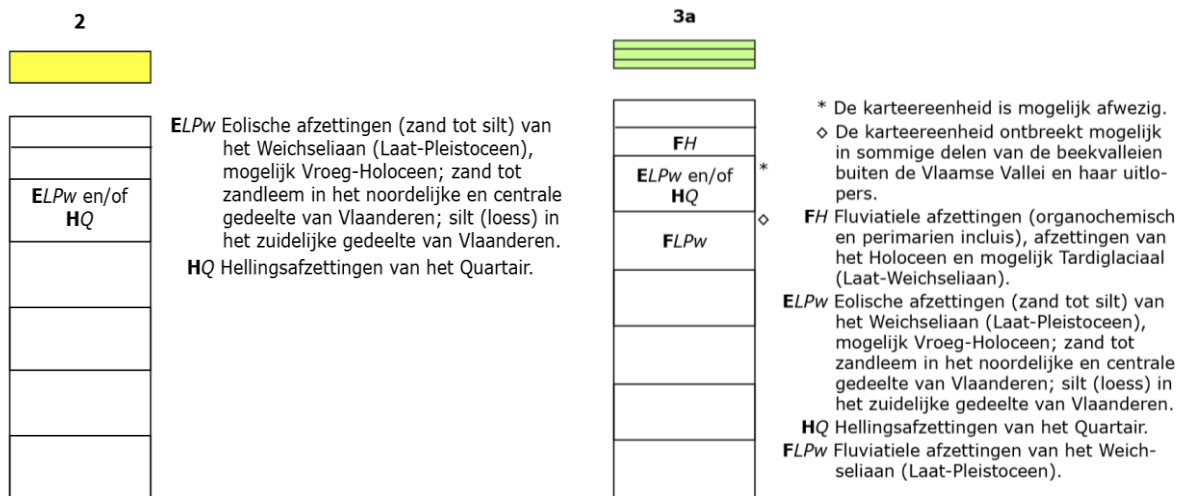 2
ELPw en/of
HQ
ELPw Eolische afzettingen (zand tot silt) van
het Weichseliaan (Laat-Pleistoceen),
mogelijk Vroeg-Holoceen; zand tot
zandleem in het noordelijke en centrale
gedeelte van Vlaanderen; silt (loess) in
het zuidelijke gedeelte van Vlaanderen.
HQ Hellingsafzettingen van het Quartair.
3a
FH
ELPw en/of
HQ
*
◇
FLPw
* De karteereenheid is mogelijk afwezig.
◇ De karteereenheid ontbreekt mogelijk
in sommige delen van de beekvalleien
buiten de Vlaamse Vallei en haar uitlo-
pers.
FH Fluviatiele afzettingen (organochemisch
en perimarien incluis), afzettingen van
het Holoceen en mogelijk Tardiglaciaal
(Laat-Weichseliaan).
ELPw Eolische afzettingen (zand tot silt) van
het Weichseliaan (Laat-Pleistoceen),
mogelijk Vroeg-Holoceen; zand tot
zandleem in het noordelijke en centrale
gedeelte van Vlaanderen; silt (loess) in
het zuidelijke gedeelte van Vlaanderen.
HQ Hellingsafzettingen van het Quartair.
FLPw Fluviatiele afzettingen van het Weich-
seliaan (Laat-Pleistoceen).